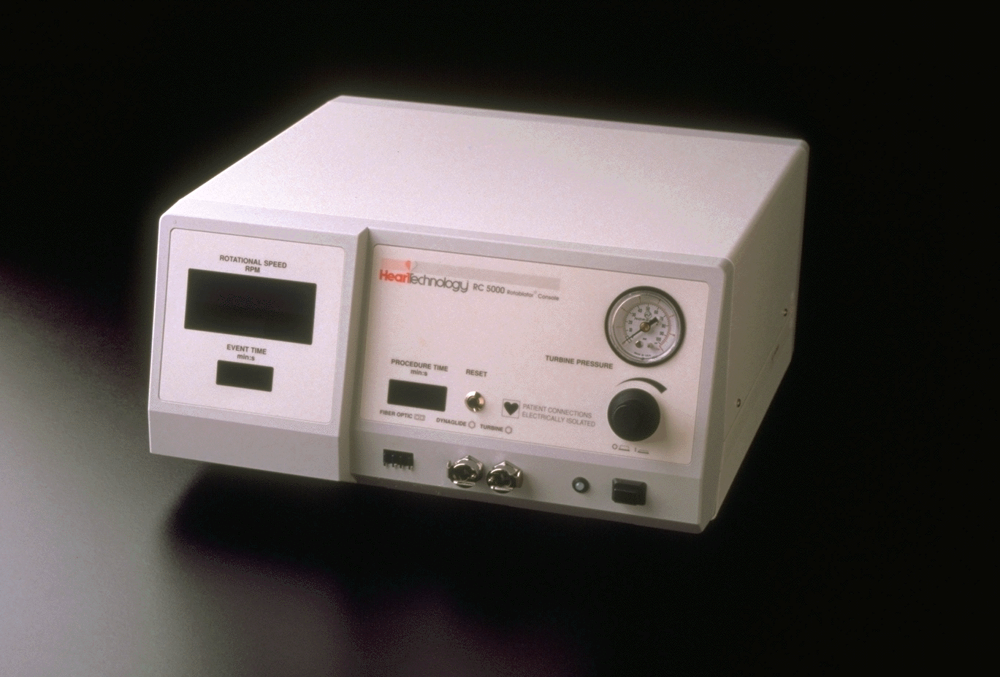 ROTATIONAL SPEED
RPM
EVENT TIME
min:s
HeartTechnology RC 5000 Rotablator® Console
PROCEDURE TIME
min:s
RESET
FIBER OPTIC
DYNAGLIDE
TURBINE
PATIENT CONNECTIONS
ELECTRICALLY ISOLATED
TURBINE PRESSURE